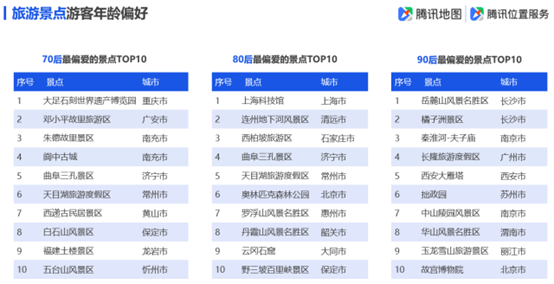 旅游景点游客年龄偏好
腾讯地图 腾讯位置服务
70后最偏爱的景点TOP10
序号 景点 城市
1 大足石刻世界遗产博览园 重庆市
2 邓小平故里旅游区 广安市
3 朱德故里景区 南充市
4 阆中古城 南充市
5 曲阜三孔景区 济宁市
6 天目湖旅游度假区 常州市
7 西递古民居景区 黄山市
8 白石山风景区 保定市
9 福建土楼景区 龙岩市
10 五台山风景区 忻州市
80后最偏爱的景点TOP10
序号 景点 城市
1 上海科技馆 上海市
2 连州地下河风景区 清远市
3 西柏坡旅游区 石家庄市
4 曲阜三孔景区 济宁市
5 天目湖旅游度假区 常州市
6 奥林匹克森林公园 北京市
7 罗浮山风景名胜区 惠州市
8 丹霞山风景名胜区 韶关市
9 云冈石窟 大同市
10 野三坡百里峡景区 保定市
90后最偏爱的景点TOP10
序号 景点 城市
1 岳麓山风景名胜区 长沙市
2 橘子洲景区 长沙市
3 秦淮河-夫子庙 南京市
4 长隆旅游度假区 广州市
5 西安大雁塔 西安市
6 拙政园 苏州市
7 中山陵园风景区 南京市
8 华山风景名胜区 渭南市
9 玉龙雪山旅游景区 丽江市
10 故宫博物院 北京市